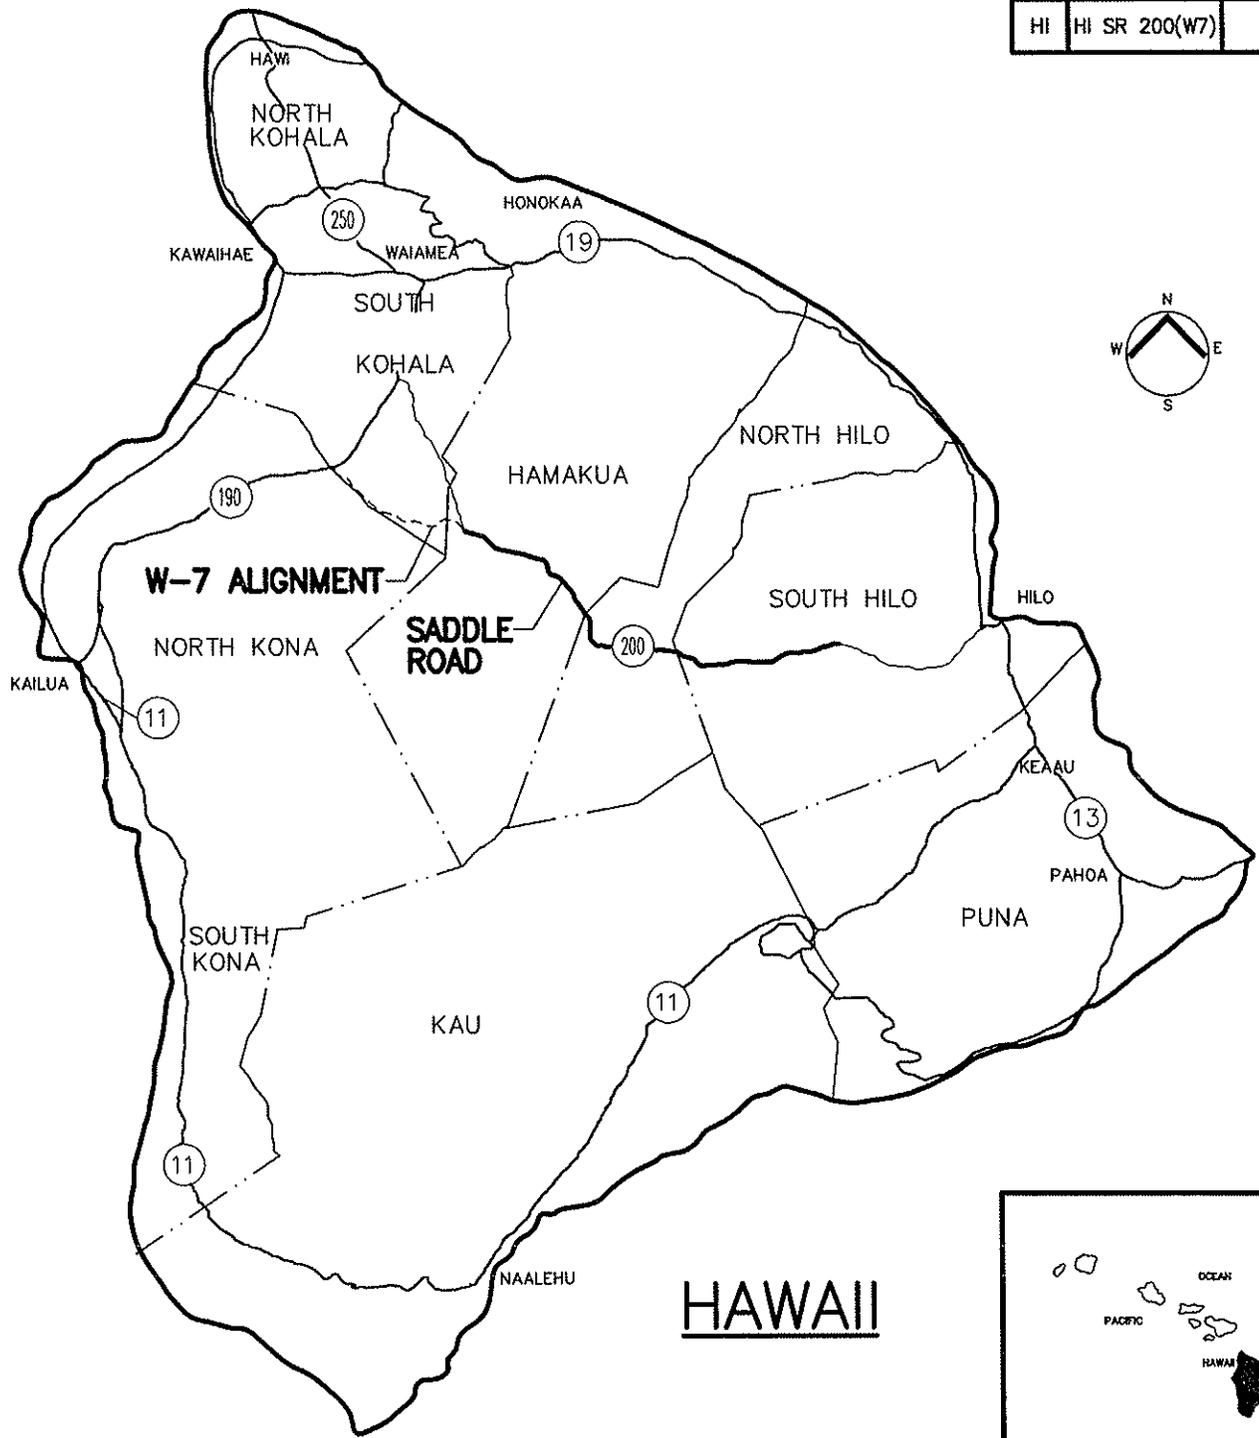 HI HI SR 200(W7)
HAWI
NORTH
KOHALA
HONOKAA
250
19
KAWAIHAE
WAIAMEA
SOUTH
KOHALA
N
W E
S
NORTH HILO
HAMAKUA
190
W-7 ALIGNMENT
SOUTH HILO
HILO
SADDLE
ROAD
200
NORTH KONA
KAILUA
11
KEAAU
13
PAHOA
PUNA
SOUTH
KONA
11
KAU
11
NAALEHU
HAWAII
OCEAN
PACIFIC
HAWAII